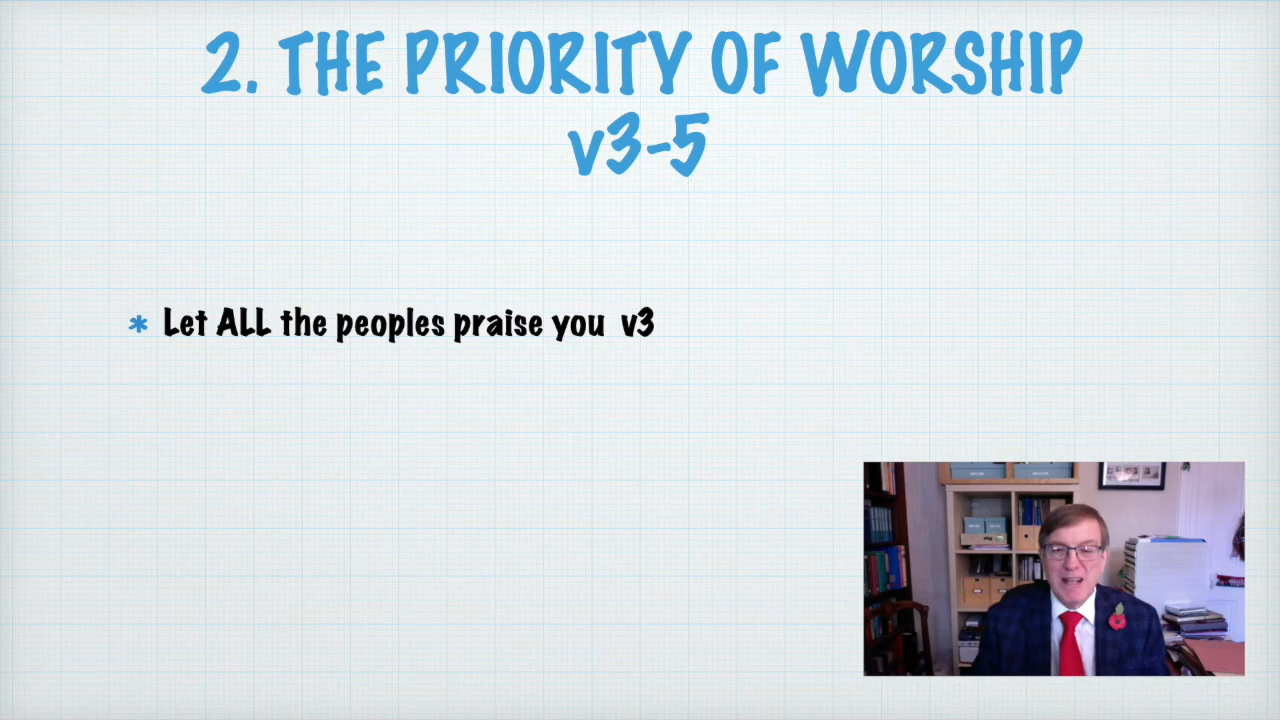 2. THE PRIORITY OF WORSHIP
v3-5
* Let ALL the peoples praise you v3